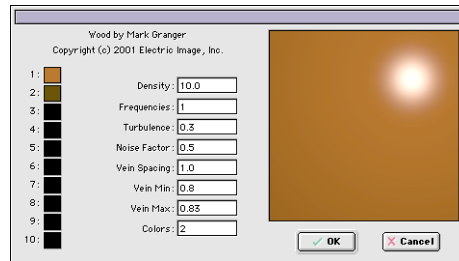 Wood by Mark Granger
Copyright (c) 2001 Electric Image, Inc.
1:
2:
3:
4:
5:
6:
7:
8:
9:
10:
Density: 10.0
Frequencies: 1
Turbulence: 0.3
Noise Factor: 0.5
Vein Spacing: 1.0
Vein Min: 0.8
Vein Max: 0.83
Colors: 2
OK
Cancel